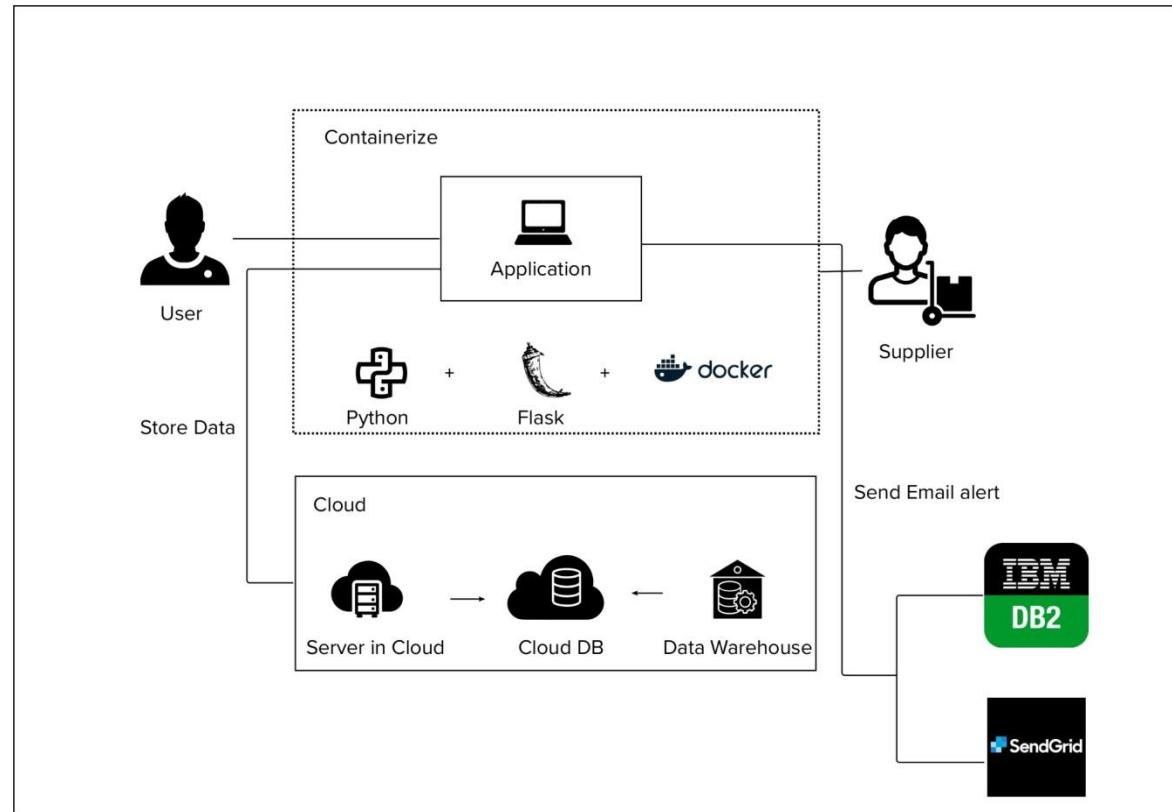 Containerize
Application
User
Supplier
+
+
docker
Python
Flask
Store Data
Cloud
Send Email alert
IBM
DB2
Server in Cloud
Cloud DB
Data Warehouse
SendGrid